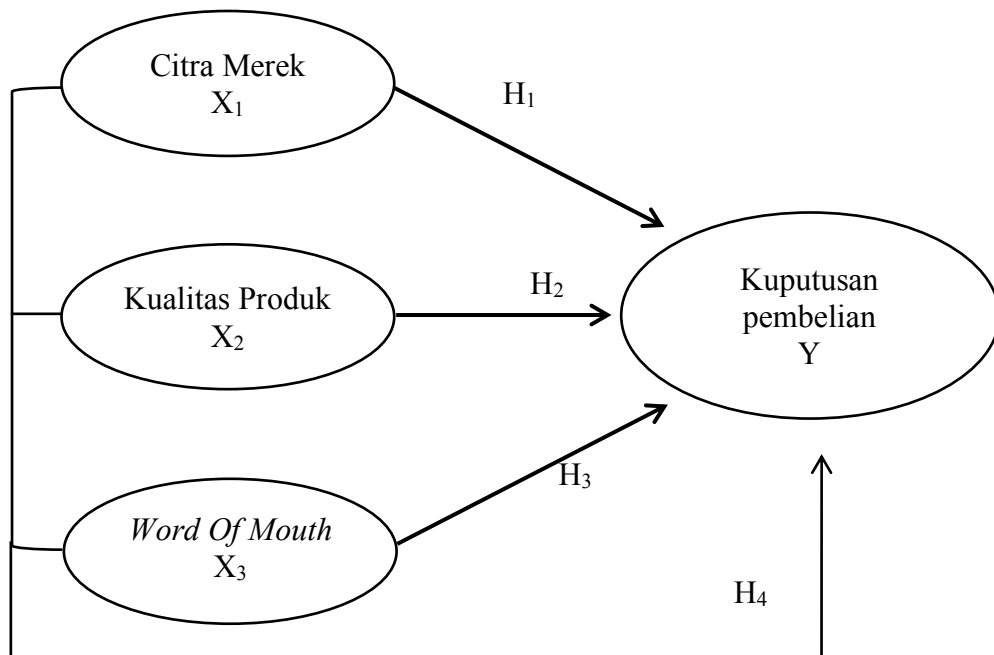 Citra Merek
X₁
H₁
Kualitas Produk
X₂
H₂
Kuputusan
pembelian
Y
Word Of Mouth
X₃
H₃
H₄